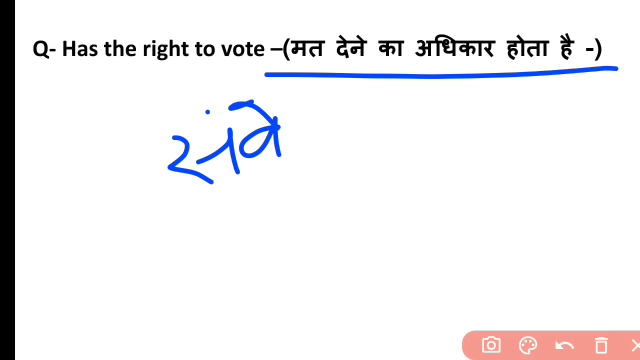 Q- Has the right to vote –(मत देने का अधिकार होता है -)
संवे